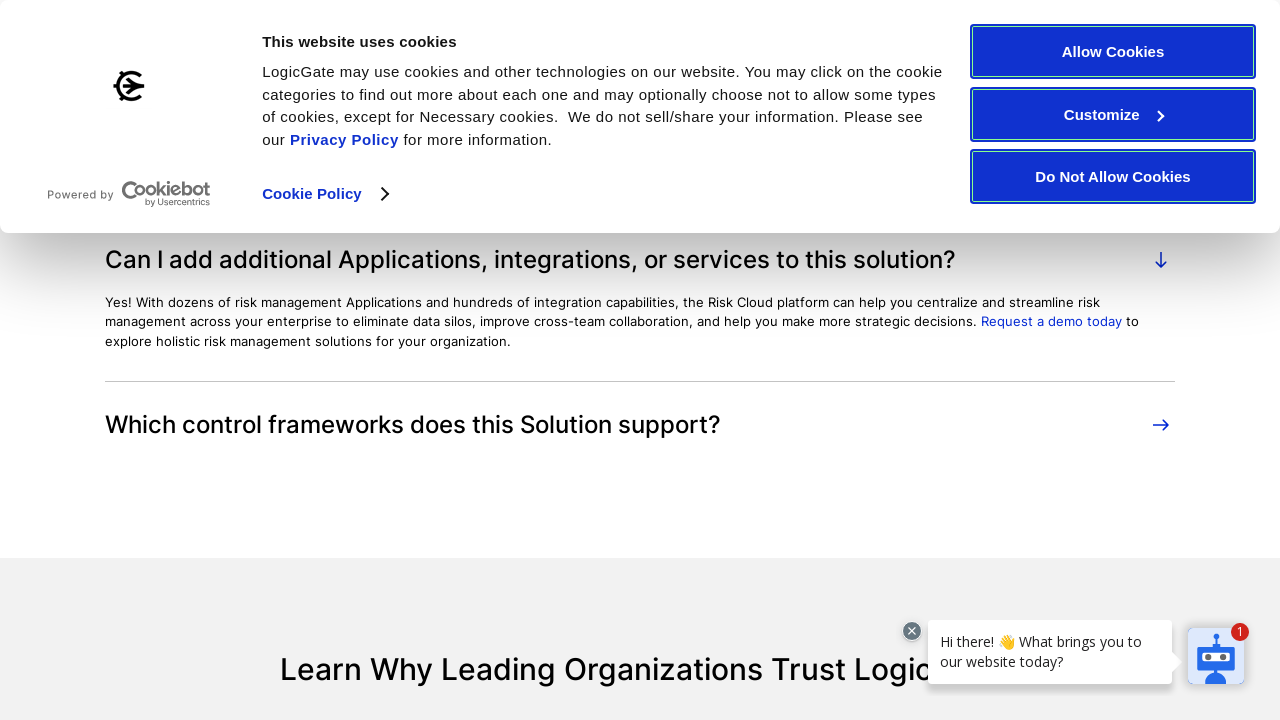 This website uses cookies
LogicGate may use cookies and other technologies on our website. You may click on the cookie
categories to find out more about each one and may optionally choose not to allow some types
of cookies, except for Necessary cookies.  We do not sell/share your information. Please see
our Privacy Policy for more information.
Cookie Policy
Powered by Cookiebot
by Usercentrics
Allow Cookies
Customize
Do Not Allow Cookies
Can I add additional Applications, integrations, or services to this solution?
Yes! With dozens of risk management Applications and hundreds of integration capabilities, the Risk Cloud platform can help you centralize and streamline risk
management across your enterprise to eliminate data silos, improve cross-team collaboration, and help you make more strategic decisions. Request a demo today to
explore holistic risk management solutions for your organization.
Which control frameworks does this Solution support?
Learn Why Leading Organizations Trust Logic
Hi there! 👋 What brings you to
our website today?
1